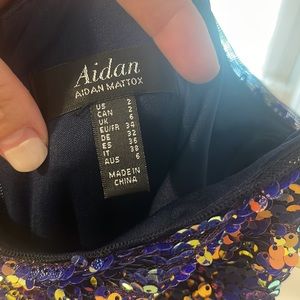 Aidan
AIDAN MATTOX
US 2
CAN 2
UK 6
EU/FR 34
DE 32
ES 36
IT 38
AUS 6
MADE IN
CHINA